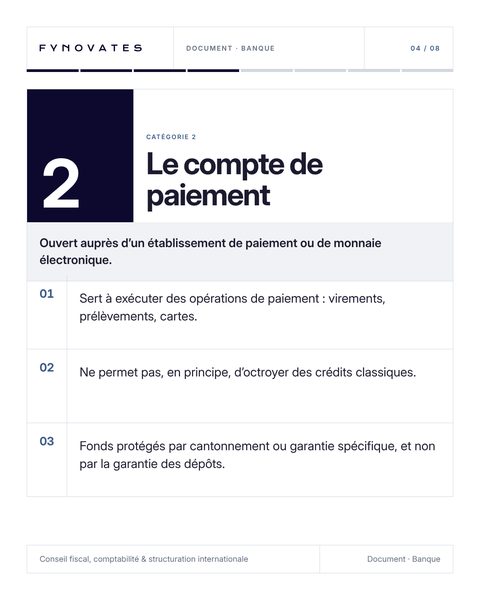 FYNOVATES
DOCUMENT · BANQUE
04 / 08
2
CATÉGORIE 2
Le compte de
paiement
Ouvert auprès d’un établissement de paiement ou de monnaie
électronique.
01
Sert à exécuter des opérations de paiement : virements,
prélèvements, cartes.
02
Ne permet pas, en principe, d’octroyer des crédits classiques.
03
Fonds protégés par cantonnement ou garantie spécifique, et non
par la garantie des dépôts.
Conseil fiscal, comptabilité & structuration internationale
Document · Banque